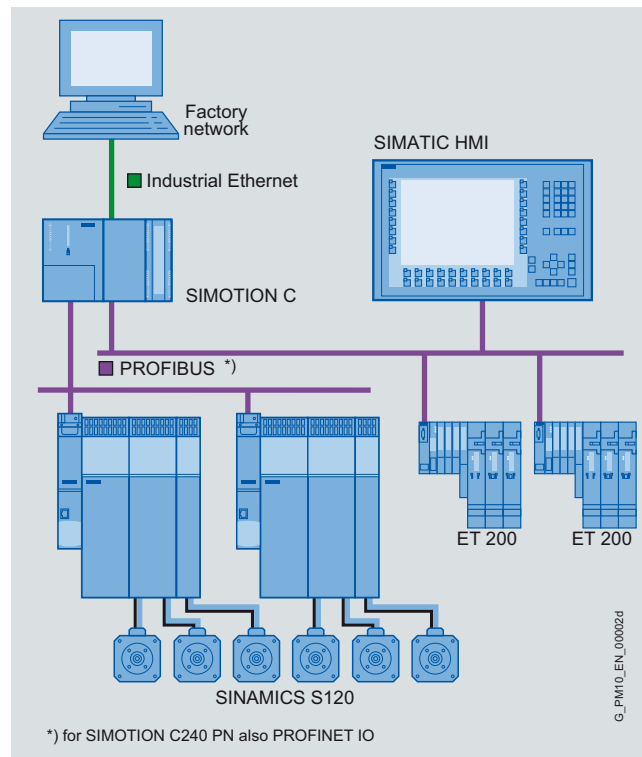 Factory
network
SIMATIC HMI
Industrial Ethernet
SIMOTION C
PROFIBUS *)
ET 200
ET 200
SINAMICS S120
G_PM10_EN_00002d
*) for SIMOTION C240 PN also PROFINET IO